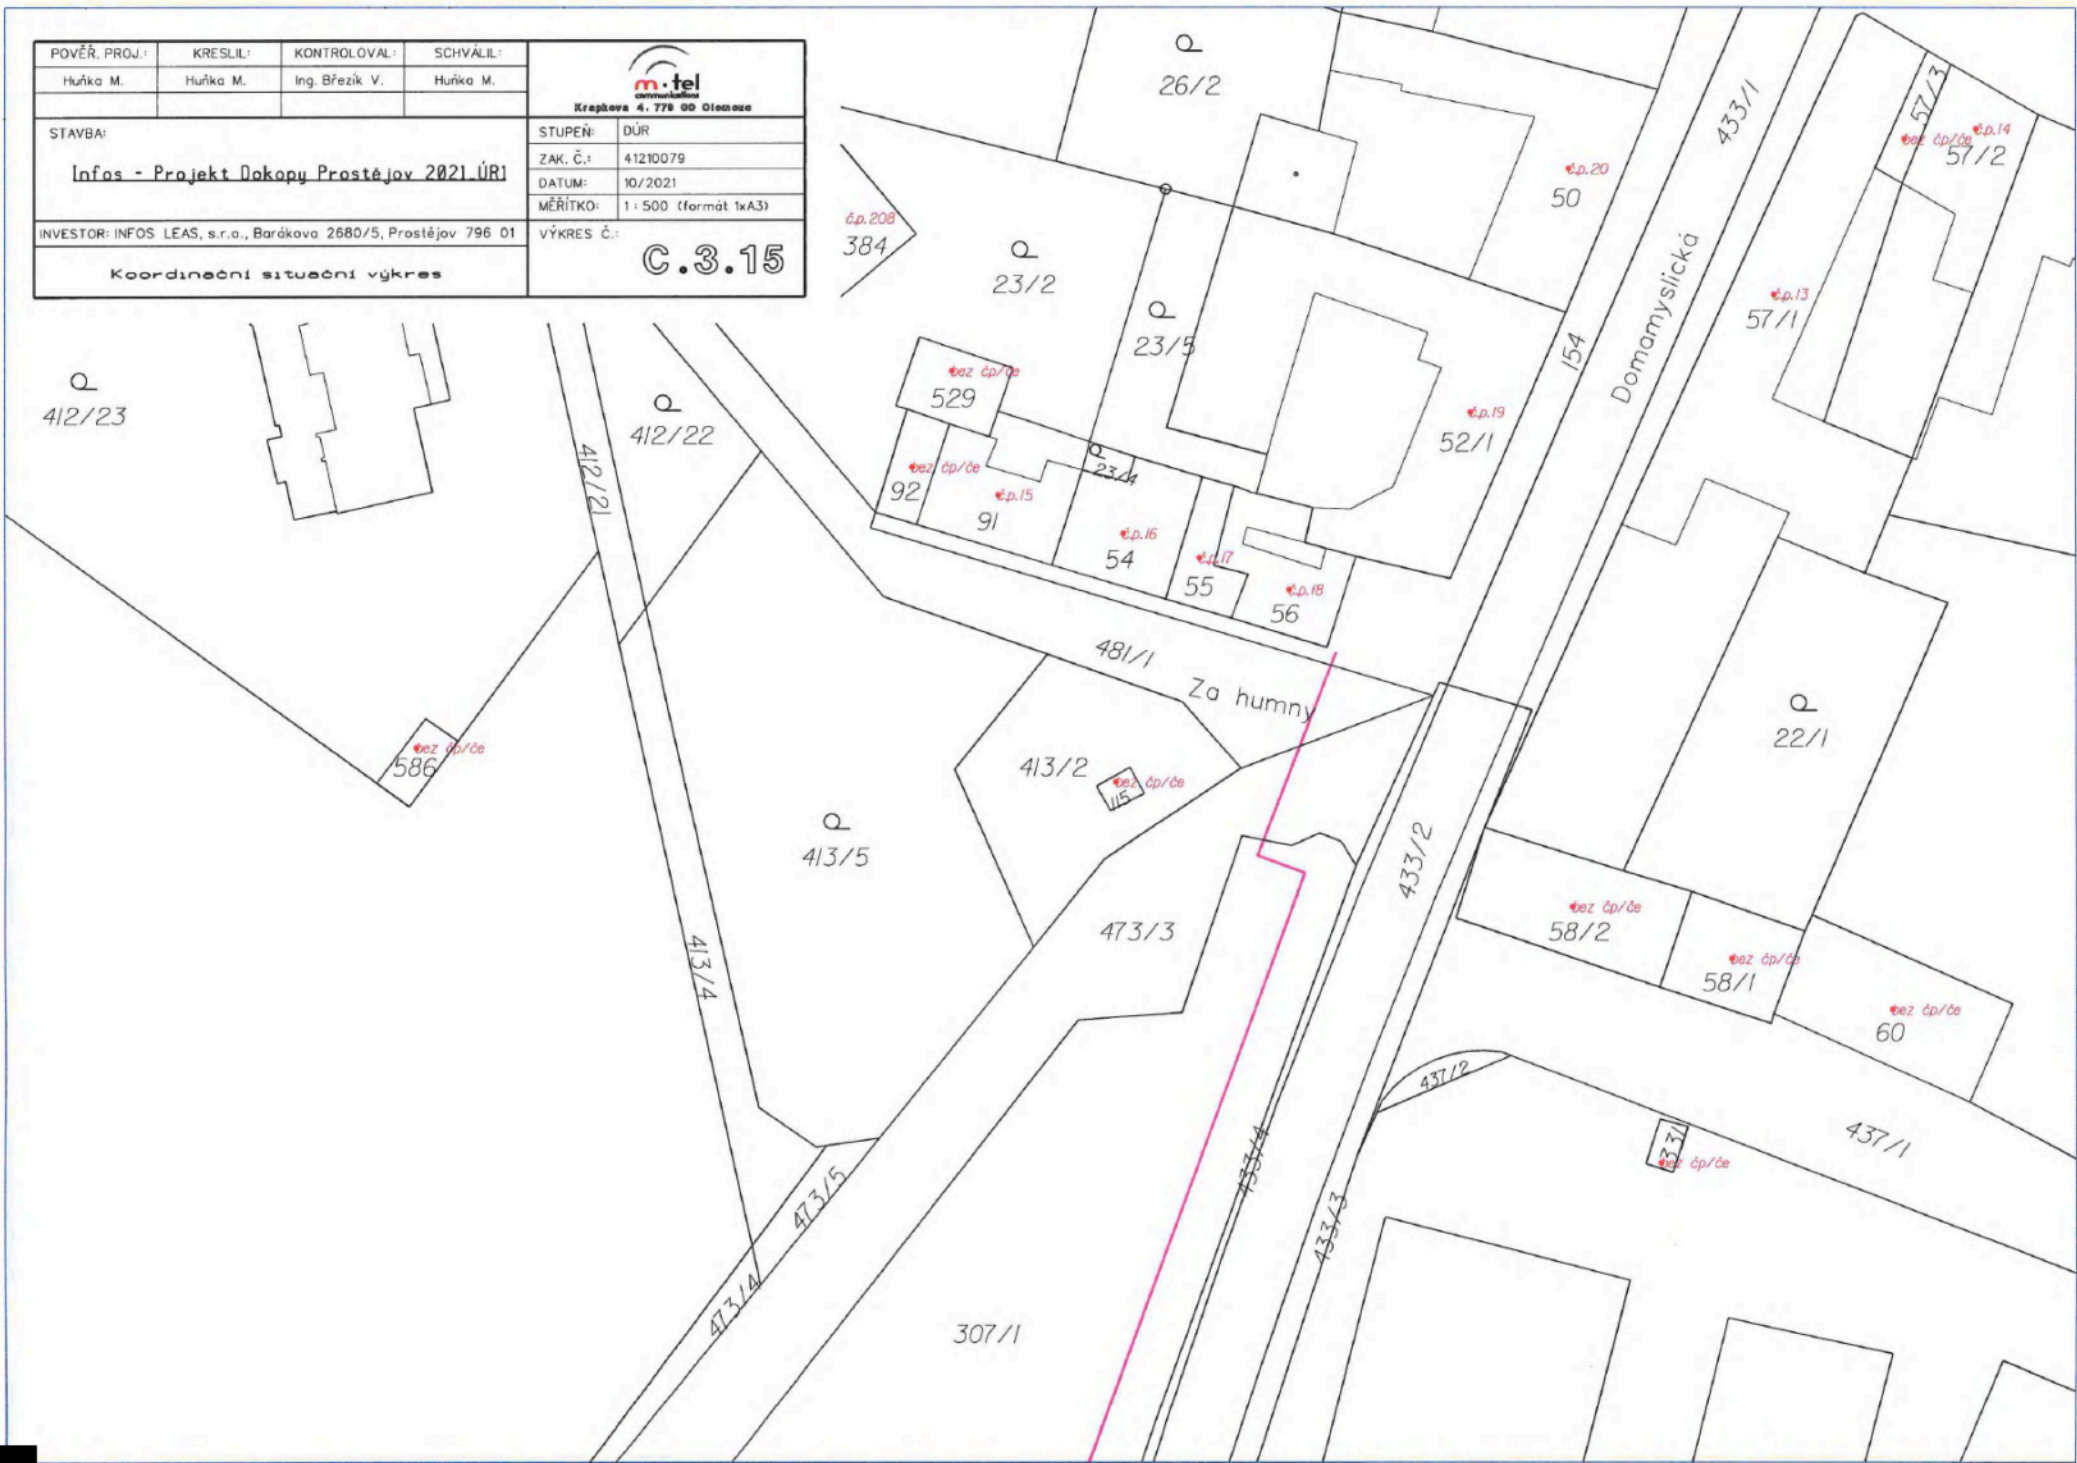 POVĚŘ. PROJ.: KRESLIL: KONTROLOVAL: SCHVÁLIL:
Huňka M. Huňka M. Ing. Březík V. Huňka M.
m·tel
communications
Krapkova 4, 779 00 Olomouc
STAVBA:
Infos - Projekt Dokopy Prostějov 2021_ÚR1
STUPEŇ: DÚR
ZAK. Č.: 41210079
DATUM: 10/2021
MĚŘÍTKO: 1 : 500 (formát 1xA3)
INVESTOR: INFOS LEAS, s.r.o., Barákova 2680/5, Prostějov 796 01
Koordinační situační výkres
VÝKRES Č.:
C.3.15
26/2
433/1
57/3
č.p.14
bez čp/če
57/2
č.p.20
50
č.p.208
384
23/2
23/5
154
Domamyslická
č.p.13
57/1
412/23
412/22
412/21
bez čp/če
529
č.p.19
52/1
bez čp/če
92
č.p.15
91
23/4
č.p.16
54
č.p.17
55
č.p.18
56
481/1
Za humny
22/1
bez čp/če
586
413/2
bez čp/če
115
413/5
433/2
473/3
bez čp/če
58/2
bez čp/če
58/1
bez čp/če
60
413/4
437/2
437/1
331
bez čp/če
433/4
433/3
473/5
473/4
307/1